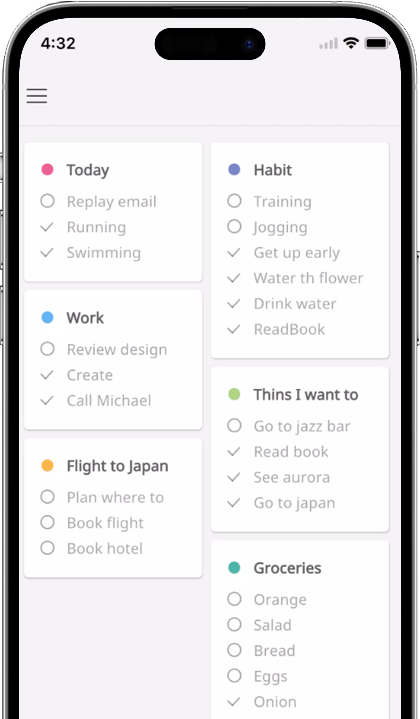 4:32
Today
Replay email
Running
Swimming
Work
Review design
Create
Call Michael
Flight to Japan
Plan where to
Book flight
Book hotel
Habit
Training
Jogging
Get up early
Water th flower
Drink water
ReadBook
Thins I want to
Go to jazz bar
Read book
See aurora
Go to japan
Groceries
Orange
Salad
Bread
Eggs
Onion